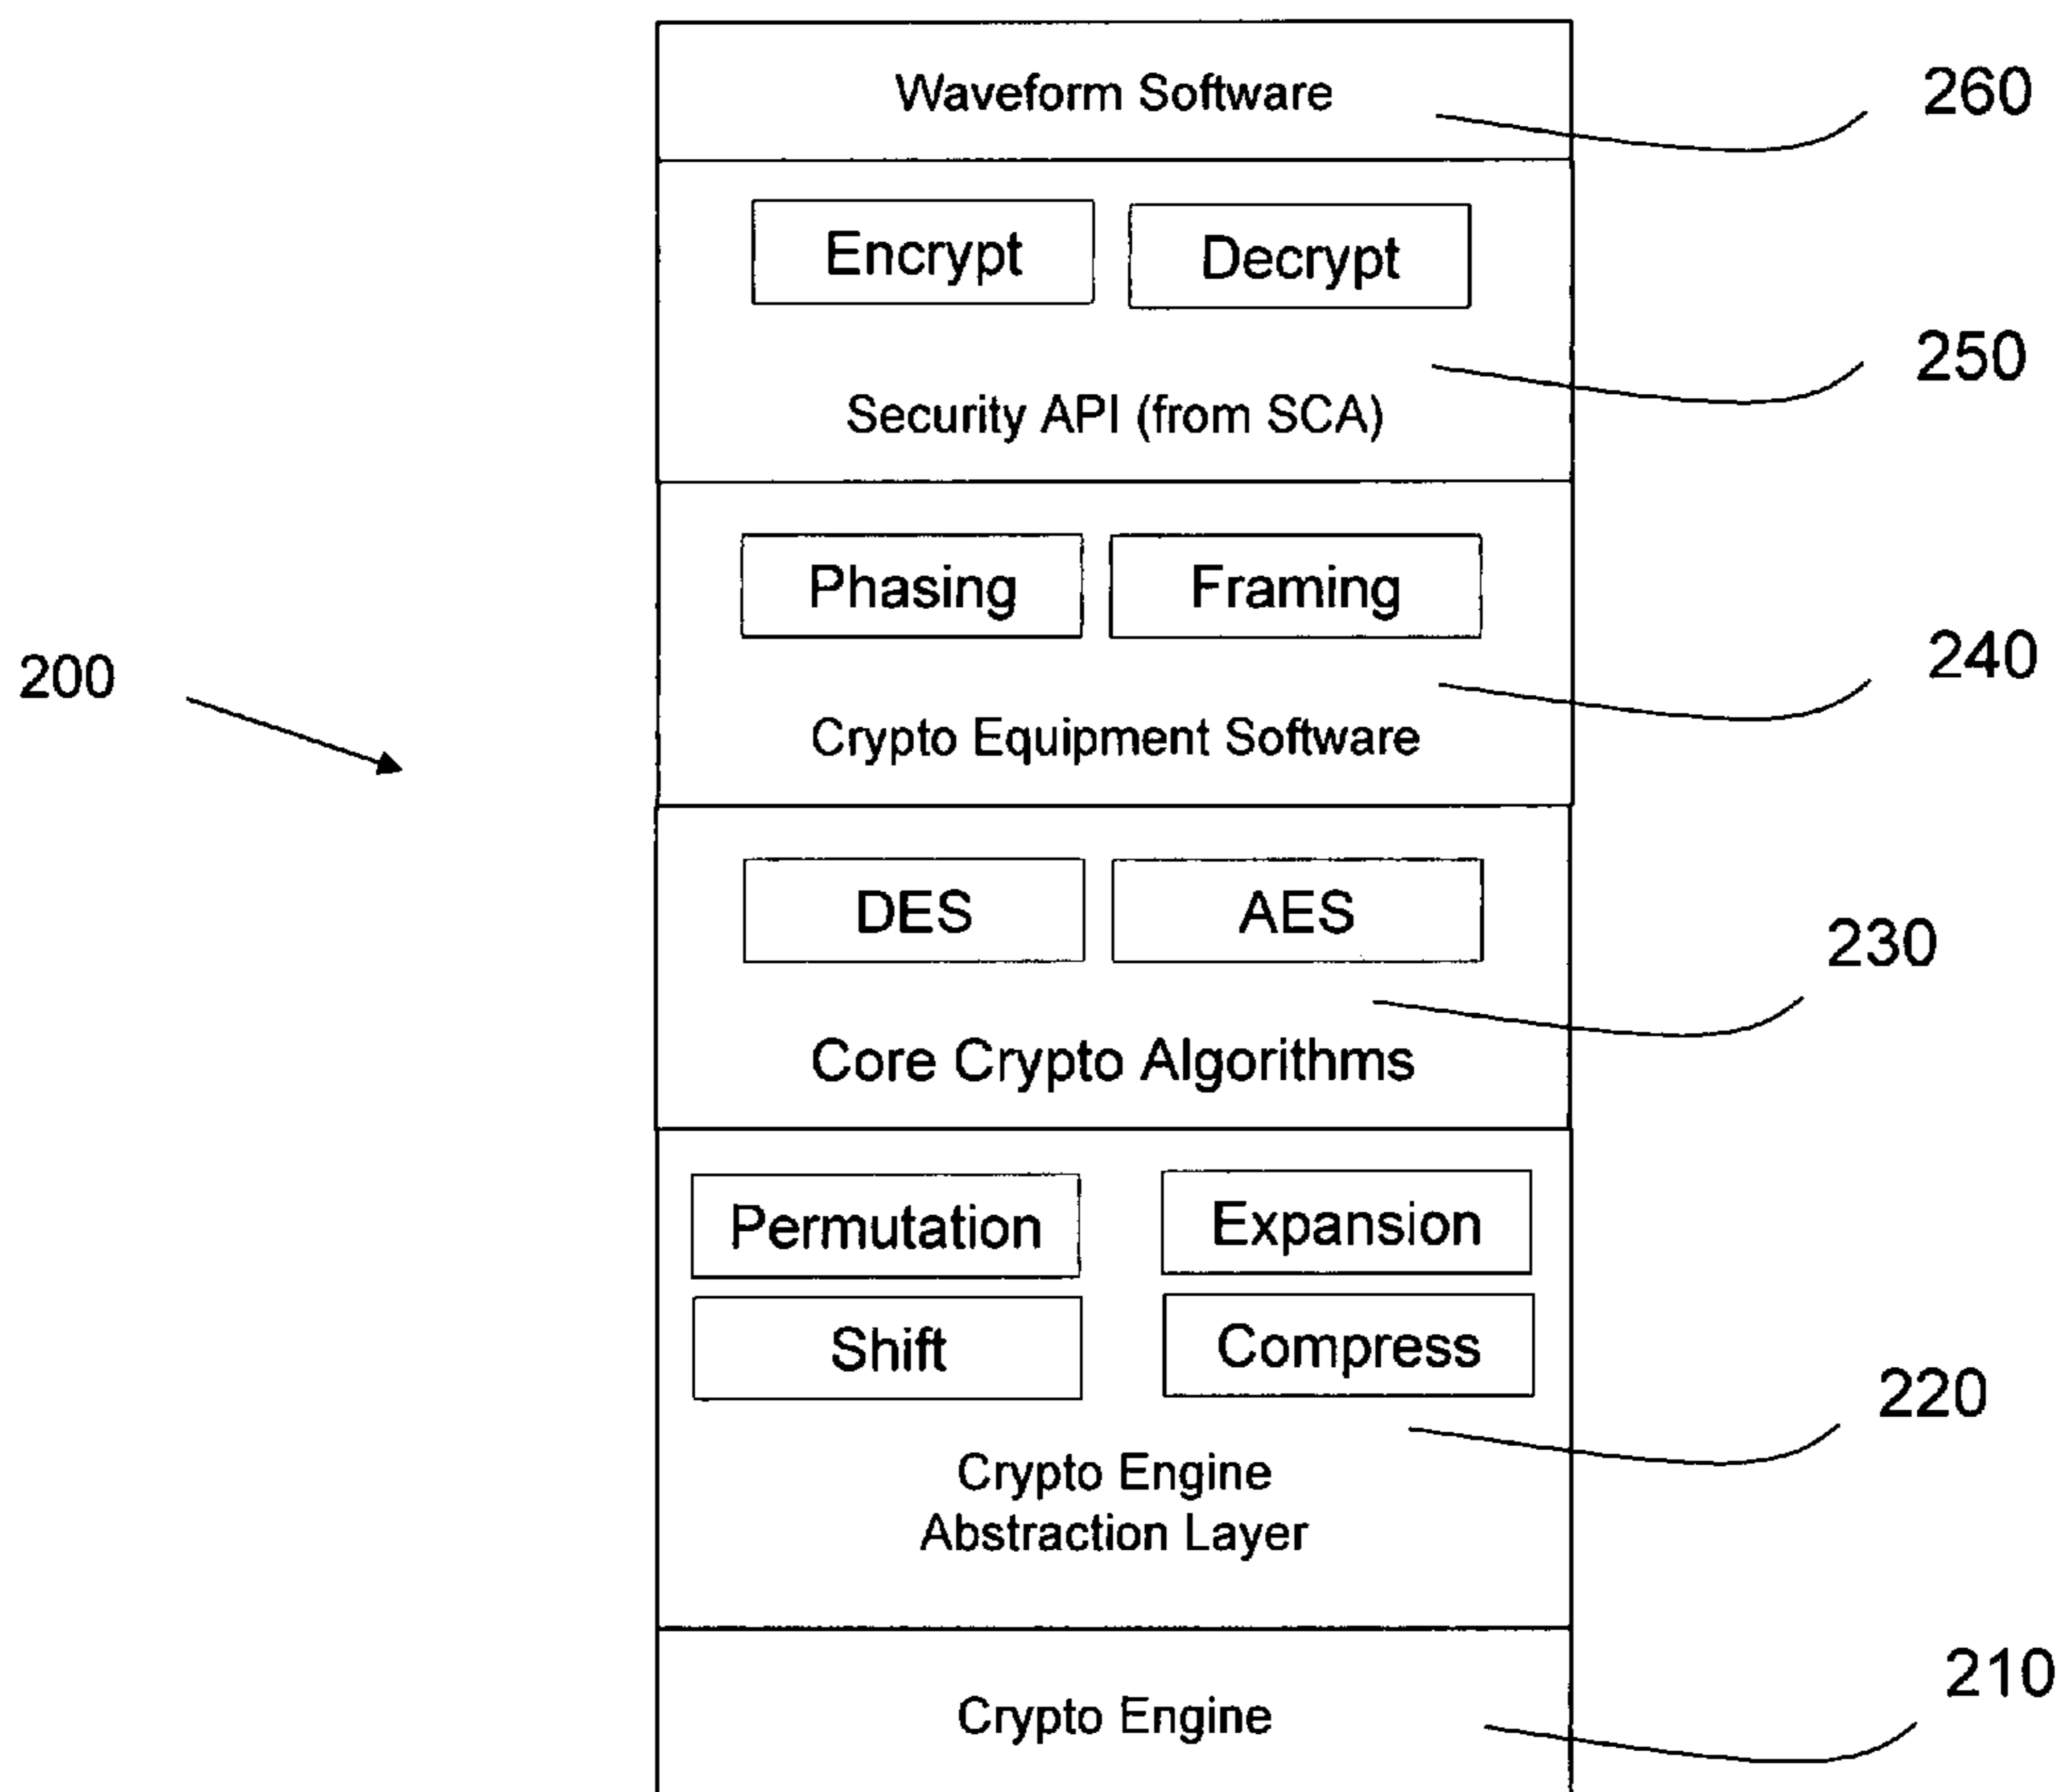 Waveform Software
260
Encrypt
Decrypt
250
Security API (from SCA)
Phasing
Framing
240
200
Crypto Equipment Software
DES
AES
230
Core Crypto Algorithms
Permutation
Expansion
Shift
Compress
220
Crypto Engine
Abstraction Layer
210
Crypto Engine